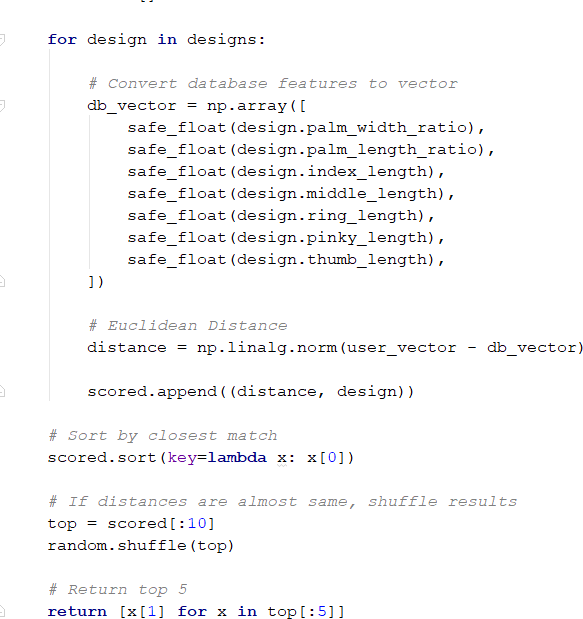 for design in designs:
# Convert database features to vector
db_vector = np.array([
safe_float(design.palm_width_ratio),
safe_float(design.palm_length_ratio),
safe_float(design.index_length),
safe_float(design.middle_length),
safe_float(design.ring_length),
safe_float(design.pinky_length),
safe_float(design.thumb_length),
])
# Euclidean Distance
distance = np.linalg.norm(user_vector - db_vector)
scored.append((distance, design))
# Sort by closest match
scored.sort(key=lambda x: x[0])
# If distances are almost same, shuffle results
top = scored[:10]
random.shuffle(top)
# Return top 5
return [x[1] for x in top[:5]]